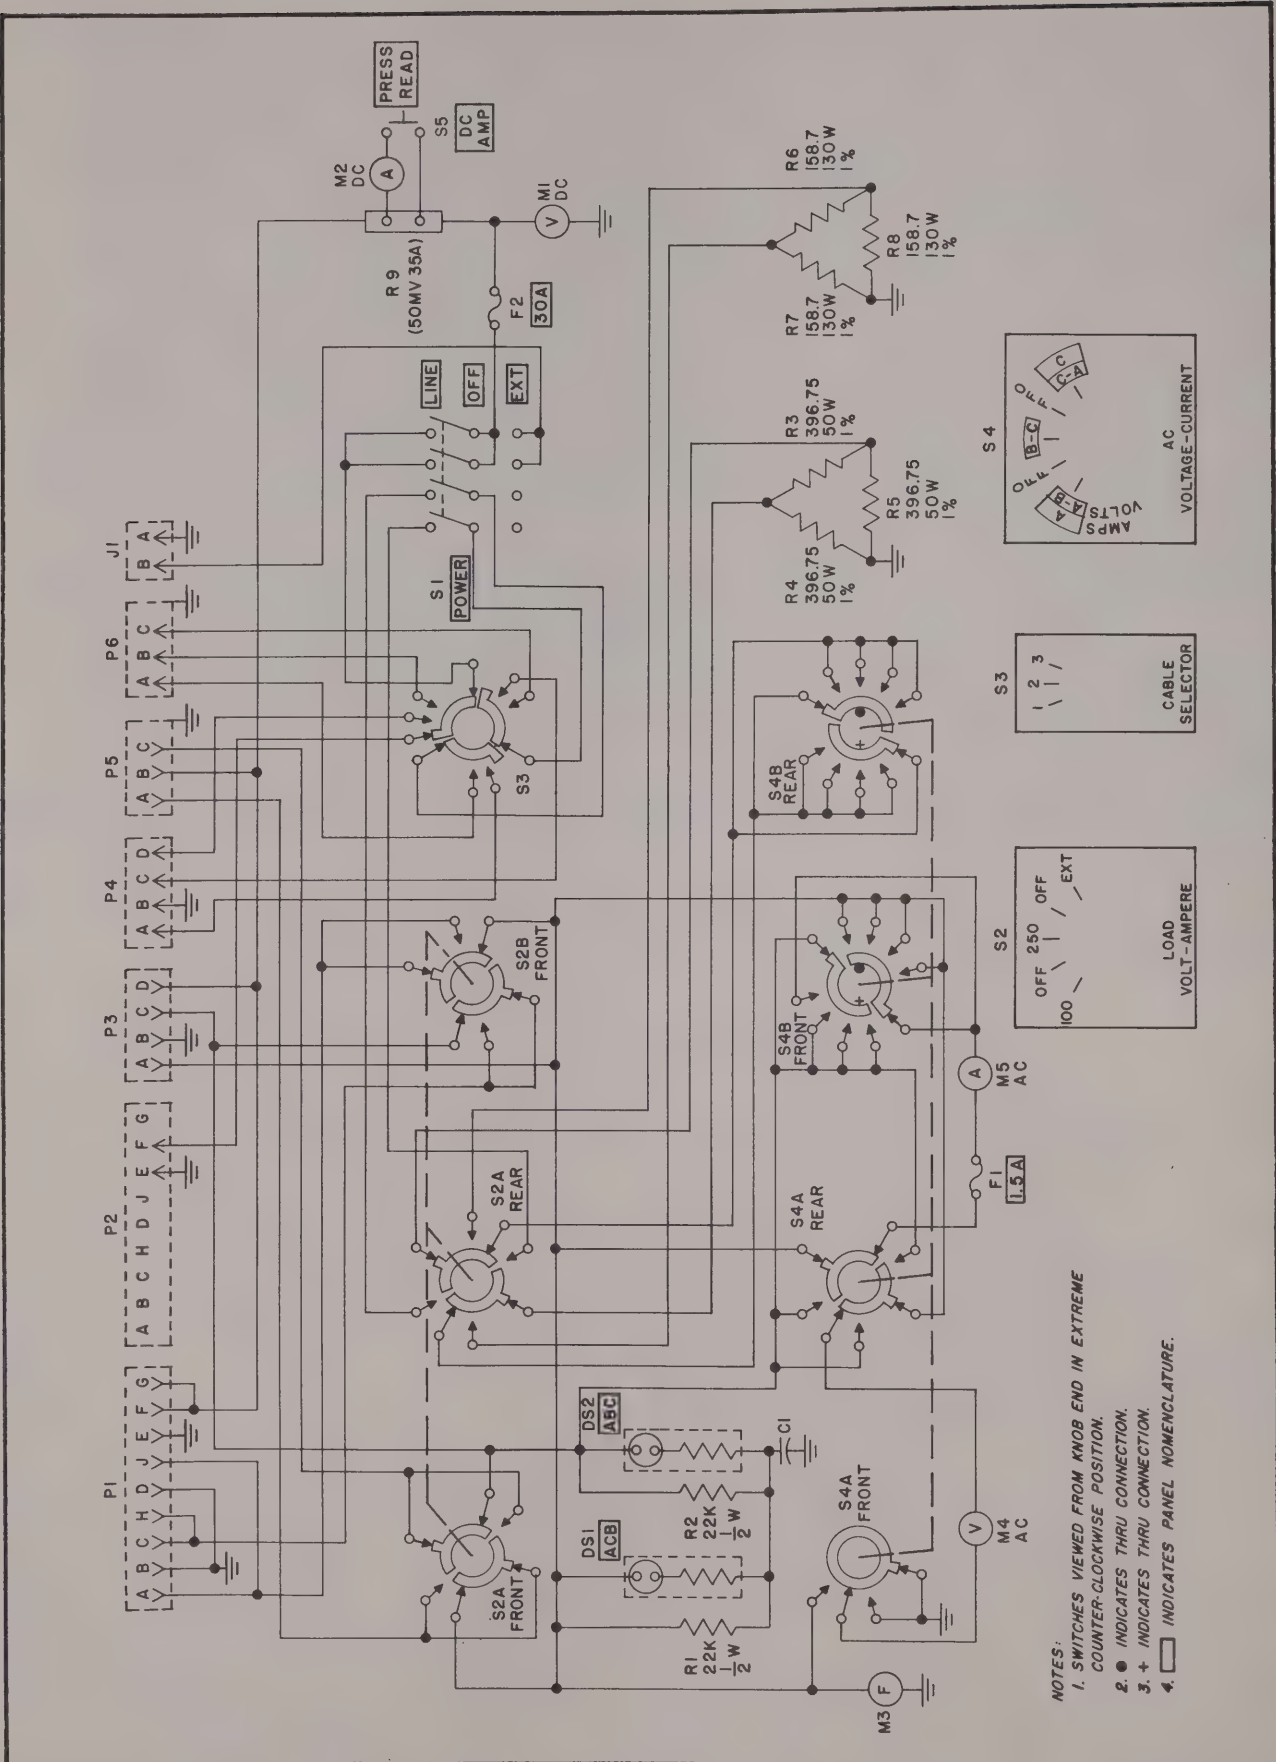 P1
A B C H D J E F G
P2
A B C H D J E F G
P3
A B C D
P4
A B C D
P5
A B C
P6
A B C
J1
B A
M2
DC
A
PRESS
READ
S5
DC
AMP
R9
(50MV 35A)
V
M1
DC
F2
30A
LINE
OFF
EXT
S1
POWER
S3
S2B
FRONT
S2A
REAR
S2A
FRONT
R6
158.7
130W
1%
R7
158.7
130W
1%
R8
158.7
130W
1%
R3
396.75
50W
1%
R4
396.75
50W
1%
R5
396.75
50W
1%
S4B
REAR
+
S4B
FRONT
+
S4A
REAR
S4A
FRONT
DS2
ABC
DS1
ACB
C1
R2
22K
1/2 W
R1
22K
1/2 W
M3
F
V
M4
AC
A
M5
AC
F1
1.5A
S2
100 OFF 250 OFF EXT
LOAD
VOLT-AMPERE
S3
1 2 3
CABLE
SELECTOR
S4
AMPS
VOLTS
A
A-B
OFF
B-C
OFF
C
C-A
AC
VOLTAGE-CURRENT
NOTES:
1. SWITCHES VIEWED FROM KNOB END IN EXTREME
COUNTER-CLOCKWISE POSITION.
2. ● INDICATES THRU CONNECTION.
3. + INDICATES THRU CONNECTION.
4. INDICATES PANEL NOMENCLATURE.